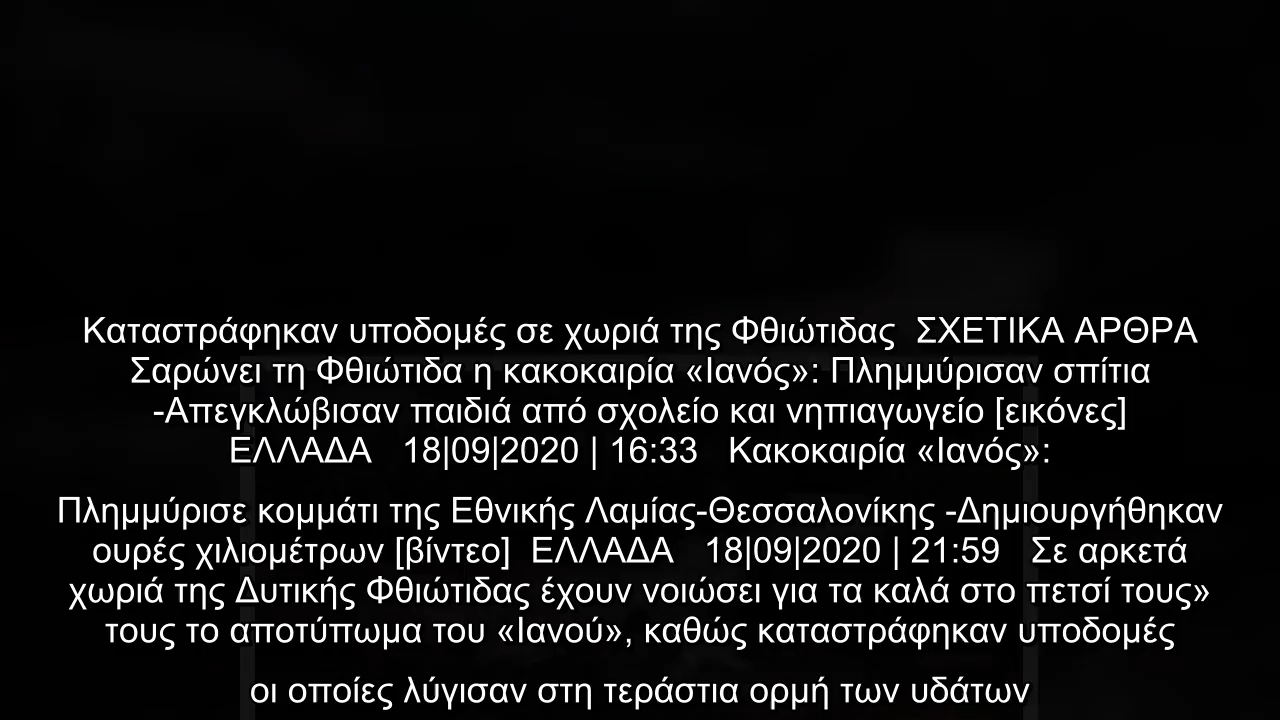 Καταστράφηκαν υποδομές σε χωριά της Φθιώτιδας ΣΧΕΤΙΚΑ ΑΡΘΡΑ
Σαρώνει τη Φθιώτιδα η κακοκαιρία «Ιανός»: Πλημμύρισαν σπίτια
-Απεγκλώβισαν παιδιά από σχολείο και νηπιαγωγείο [εικόνες]
ΕΛΛΑΔΑ 18|09|2020 | 16:33 Κακοκαιρία «Ιανός»:
Πλημμύρισε κομμάτι της Εθνικής Λαμίας-Θεσσαλονίκης -Δημιουργήθηκαν
ουρές χιλιομέτρων [βίντεο] ΕΛΛΑΔΑ 18|09|2020 | 21:59 Σε αρκετά
χωριά της Δυτικής Φθιώτιδας έχουν νοιώσει για τα καλά στο πετσί τους»
τους το αποτύπωμα του «Ιανού», καθώς καταστράφηκαν υποδομές
οι οποίες λύγισαν στη τεράστια ορμή των υδάτων